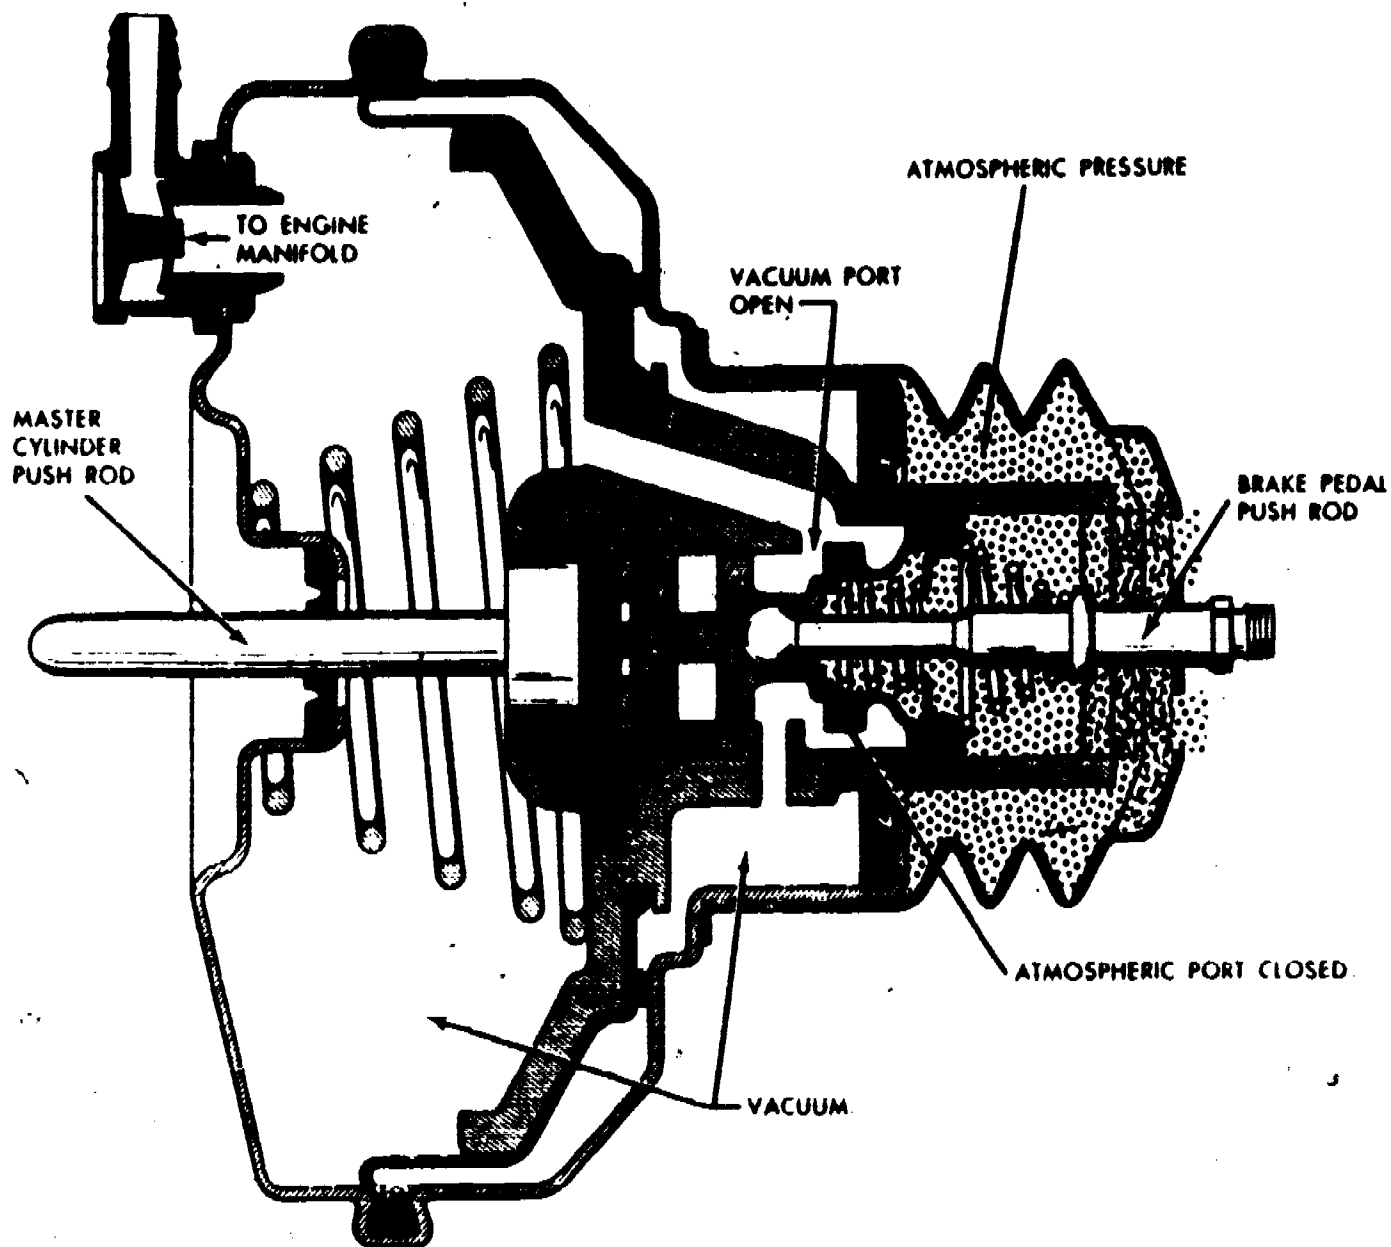 ATMOSPHERIC PRESSURE
TO ENGINE
MANIFOLD
VACUUM PORT
OPEN
MASTER
CYLINDER
PUSH ROD
BRAKE PEDAL
PUSH ROD
ATMOSPHERIC PORT CLOSED
VACUUM